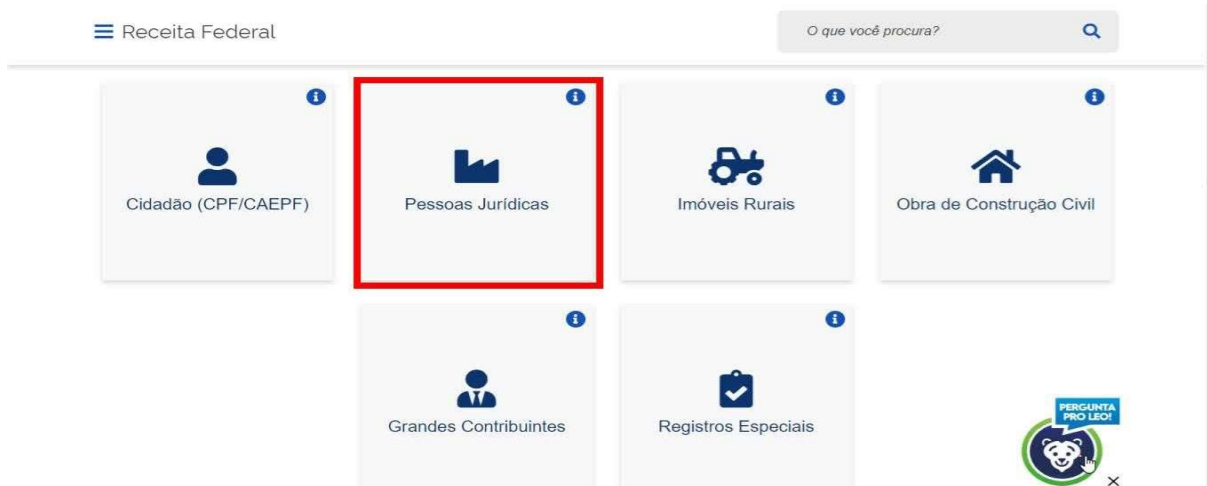 Receita Federal
O que você procura?
Cidadão (CPF/CAEPF)
Pessoas Jurídicas
Imóveis Rurais
Obra de Construção Civil
Grandes Contribuintes
Registros Especiais
PERGUNTA
PRO LEO!